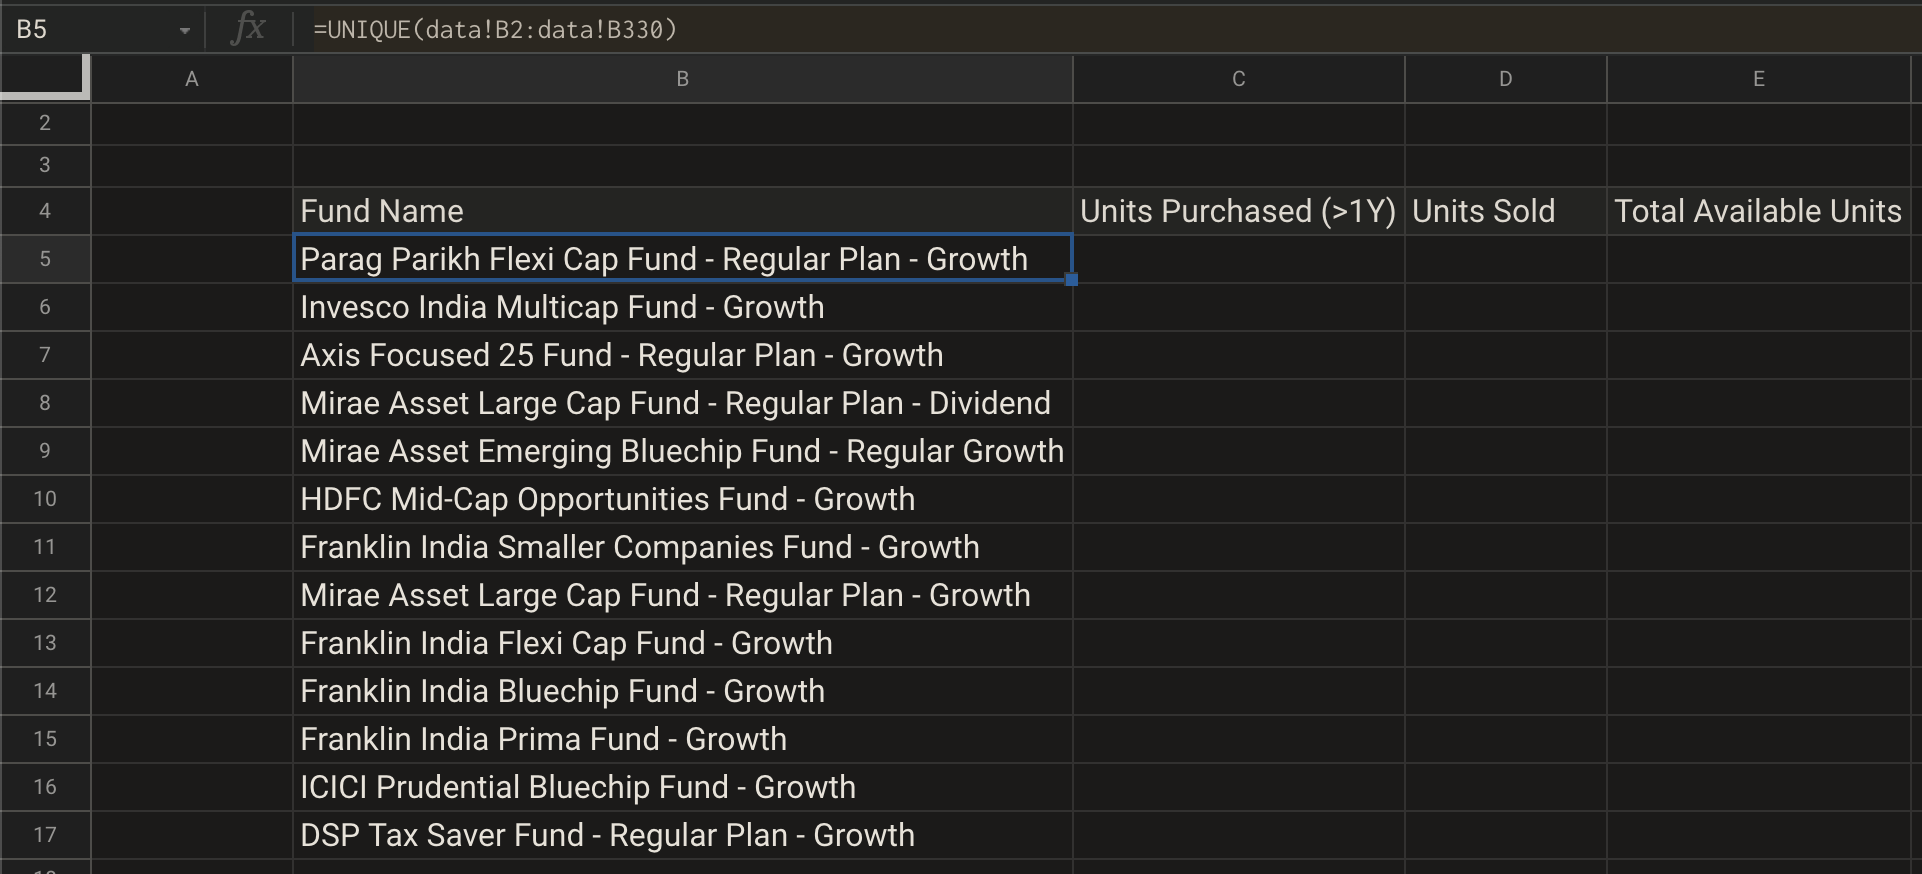 B5 fx =UNIQUE(data!B2:data!B330)
A B C D E
2
3
4 Fund Name Units Purchased (>1Y) Units Sold Total Available Units
5 Parag Parikh Flexi Cap Fund - Regular Plan - Growth
6 Invesco India Multicap Fund - Growth
7 Axis Focused 25 Fund - Regular Plan - Growth
8 Mirae Asset Large Cap Fund - Regular Plan - Dividend
9 Mirae Asset Emerging Bluechip Fund - Regular Growth
10 HDFC Mid-Cap Opportunities Fund - Growth
11 Franklin India Smaller Companies Fund - Growth
12 Mirae Asset Large Cap Fund - Regular Plan - Growth
13 Franklin India Flexi Cap Fund - Growth
14 Franklin India Bluechip Fund - Growth
15 Franklin India Prima Fund - Growth
16 ICICI Prudential Bluechip Fund - Growth
17 DSP Tax Saver Fund - Regular Plan - Growth